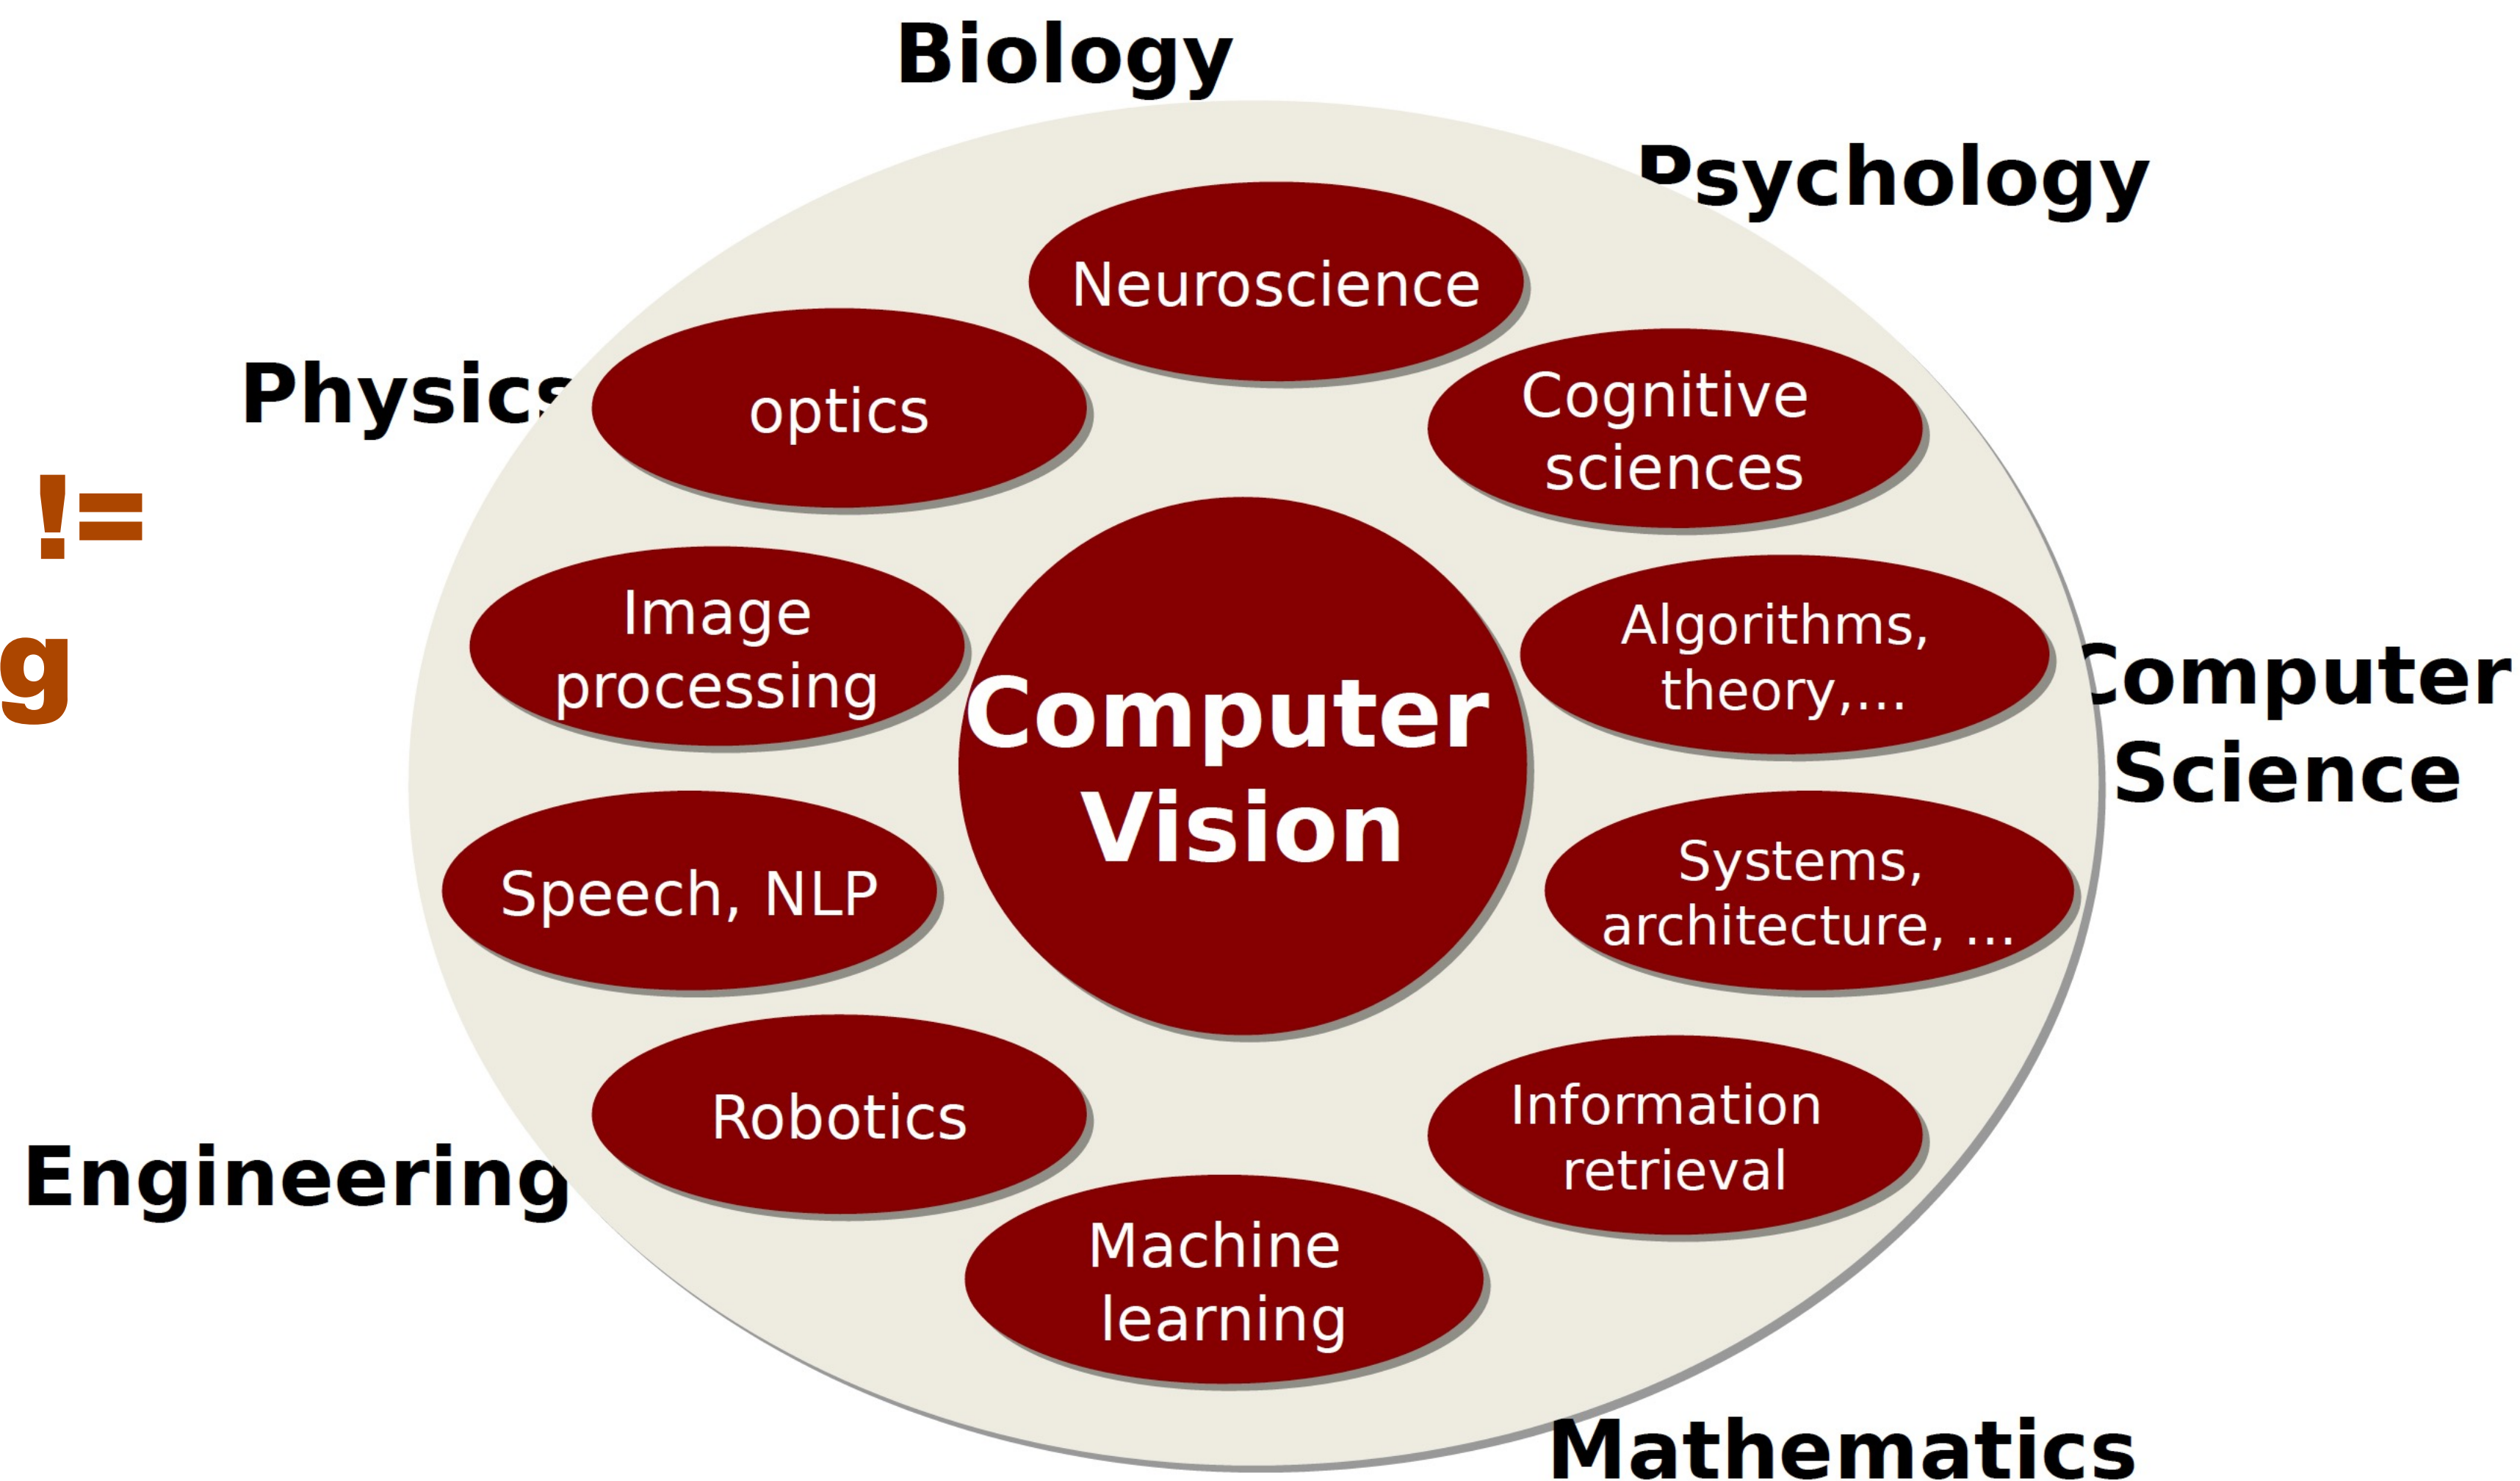 Biology
Psychology
Neuroscience
Physics
optics
Cognitive
sciences
!=
Image
processing
g
Algorithms,
theory,...
Computer
Science
Computer
Vision
Speech, NLP
Systems,
architecture, ...
Robotics
Information
retrieval
Engineering
Machine
learning
Mathematics